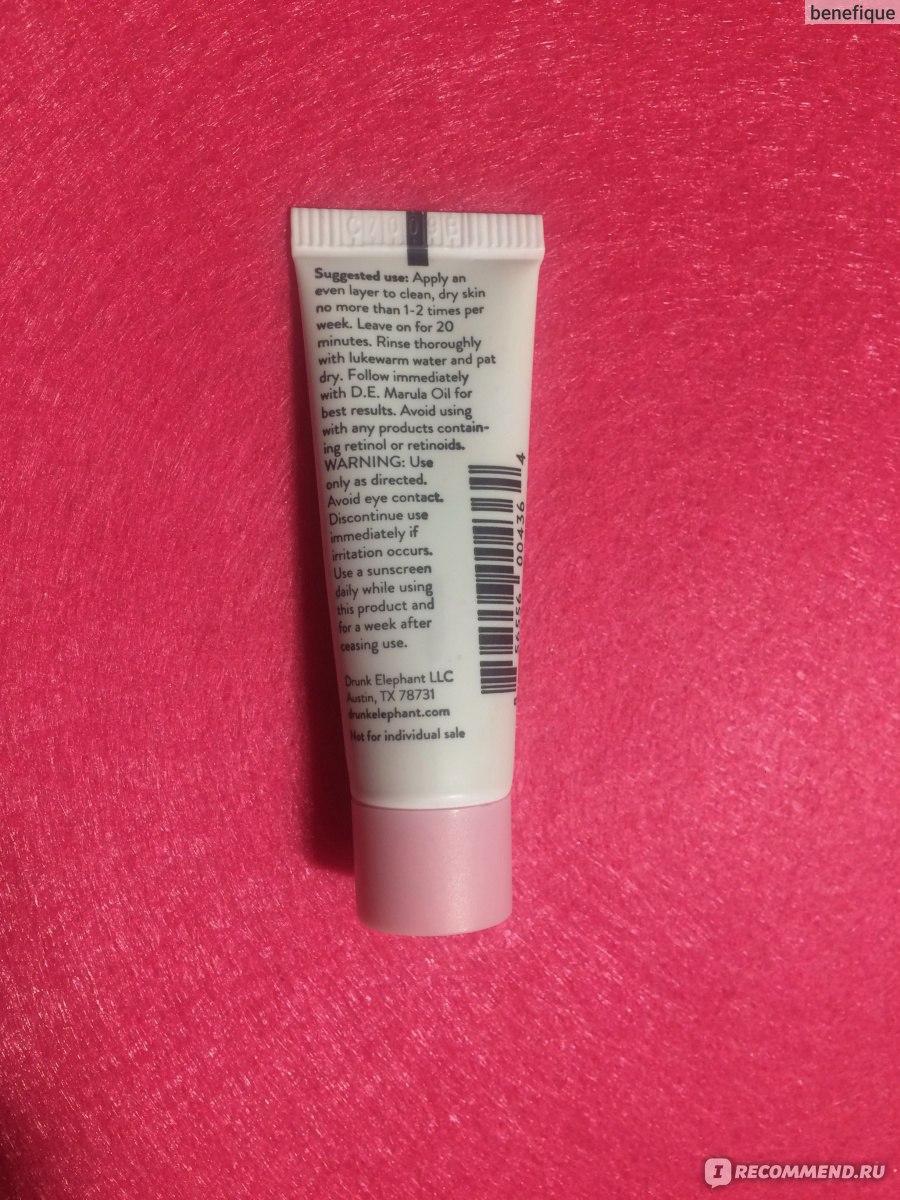 benefique
Suggested use: Apply an
even layer to clean, dry skin
no more than 1-2 times per
week. Leave on for 20
minutes. Rinse thoroughly
with lukewarm water and pat
dry. Follow immediately
with D.E. Marula Oil for
best results. Avoid using
with any products contain-
ing retinol or retinoids.
WARNING: Use
only as directed.
Avoid eye contact.
Discontinue use
immediately if
irritation occurs.
Use a sunscreen
daily while using
this product and
for a week after
ceasing use.
56556 00436 4
Drunk Elephant LLC
Austin, TX 78731
drunkelephant.com
Not for individual sale
I RECOMMEND.RU